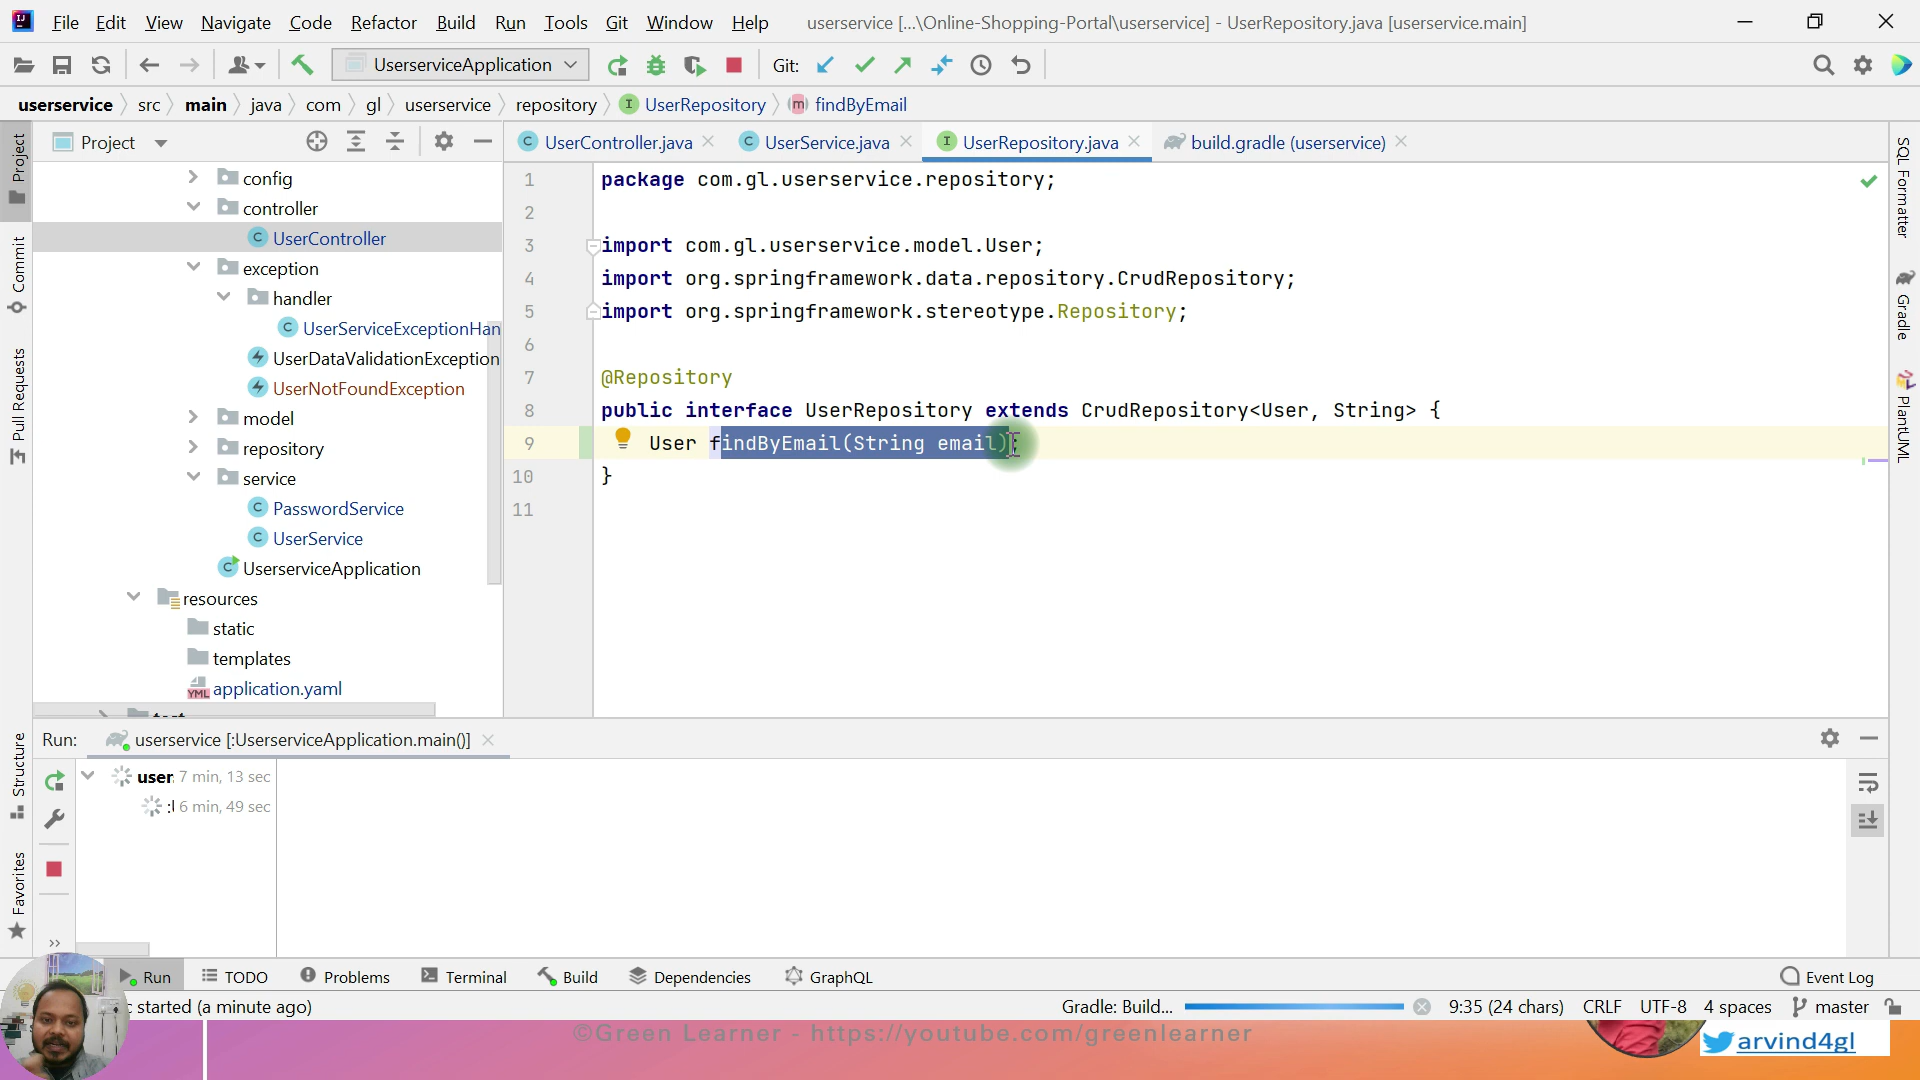 File Edit View Navigate Code Refactor Build Run Tools Git Window Help userservice [...\Online-Shopping-Portal\userservice] - UserRepository.java [userservice.main]
UserserviceApplication Git:
userservice src main java com gl userservice repository UserRepository findByEmail
Project
UserController.java UserService.java UserRepository.java build.gradle (userservice)
config
controller
UserController
exception
handler
UserServiceExceptionHan
UserDataValidationException
UserNotFoundException
model
repository
service
PasswordService
UserService
UserserviceApplication
resources
static
templates
application.yaml
1 package com.gl.userservice.repository;
2
3 import com.gl.userservice.model.User;
4 import org.springframework.data.repository.CrudRepository;
5 import org.springframework.stereotype.Repository;
6
7 @Repository
8 public interface UserRepository extends CrudRepository<User, String> {
9 User findByEmail(String email);
10 }
11
Project
Commit
Pull Requests
Structure
Favorites
SQL Formatter
Gradle
PlantUML
Run: userservice [:UserserviceApplication.main()]
user 7 min, 13 sec
6 min, 49 sec
Run TODO Problems Terminal Build Dependencies GraphQL Event Log
started (a minute ago) Gradle: Build... 9:35 (24 chars) CRLF UTF-8 4 spaces master
©Green Learner - https://youtube.com/greenlearner
arvind4gl